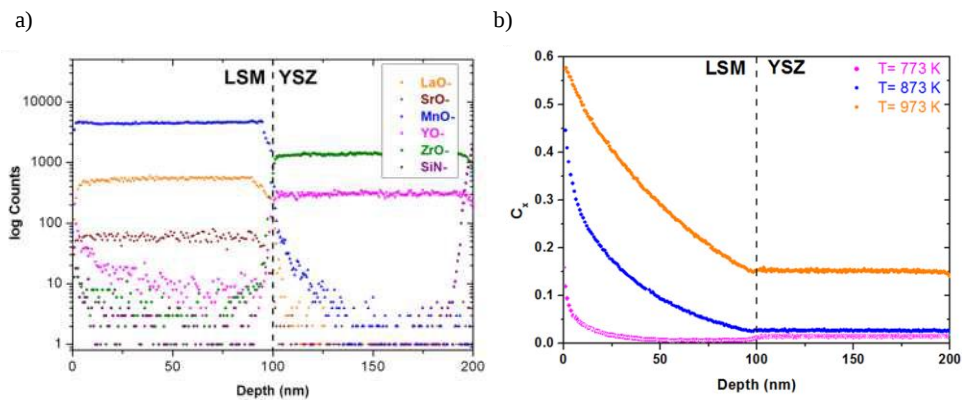 a)
b)
LSM YSZ
LaO-
SrO-
MnO-
YO-
ZrO-
SiN-
10000
1000
100
10
1
log Counts
0 50 100 150 200
Depth (nm)
LSM YSZ
T= 773 K
T= 873 K
T= 973 K
0.6
0.5
0.4
0.3
0.2
0.1
0.0
Cx
0 50 100 150 200
Depth (nm)